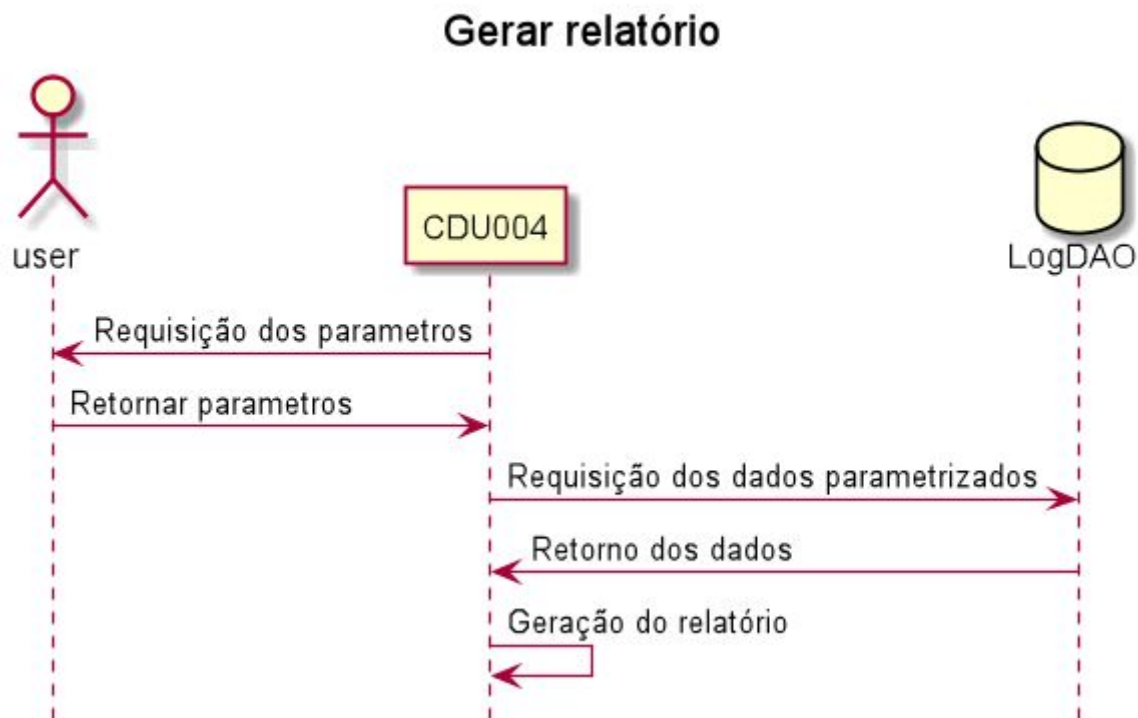 Gerar relatório
user
CDU004
LogDAO
Requisição dos parametros
Retornar parametros
Requisição dos dados parametrizados
Retorno dos dados
Geração do relatório